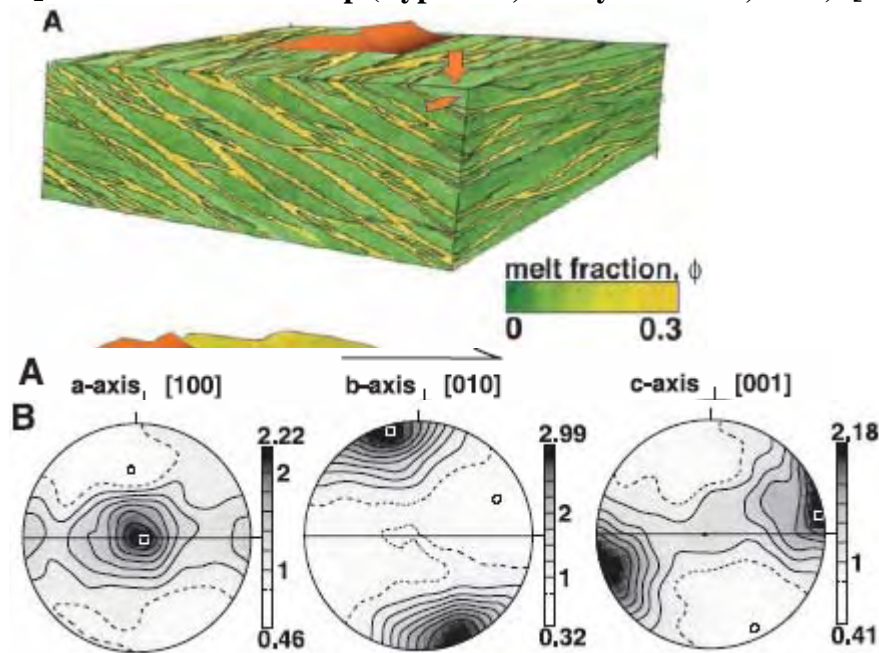 A
melt fraction, ϕ
0 0.3
A
a-axis [100] b-axis [010] c-axis [001]
B
2.22 2.99 2.18
2 2
1 1 1
0.46 0.32 0.41